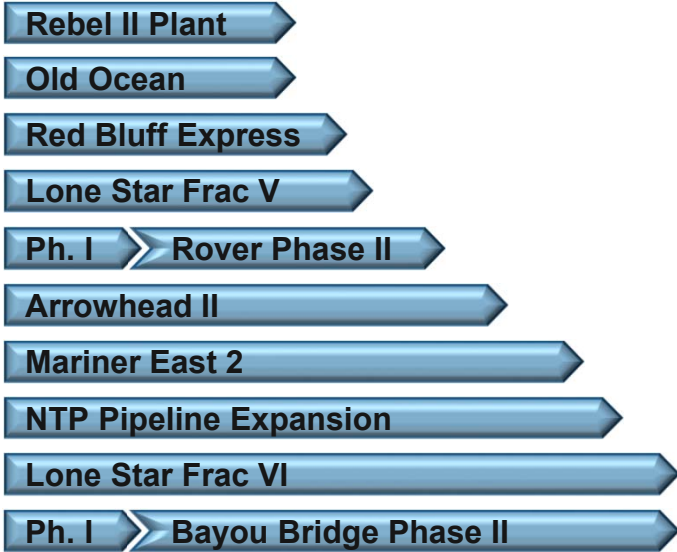 Rebel II Plant
Old Ocean
Red Bluff Express
Lone Star Frac V
Ph. I Rover Phase II
Arrowhead II
Mariner East 2
NTP Pipeline Expansion
Lone Star Frac VI
Ph. I Bayou Bridge Phase II